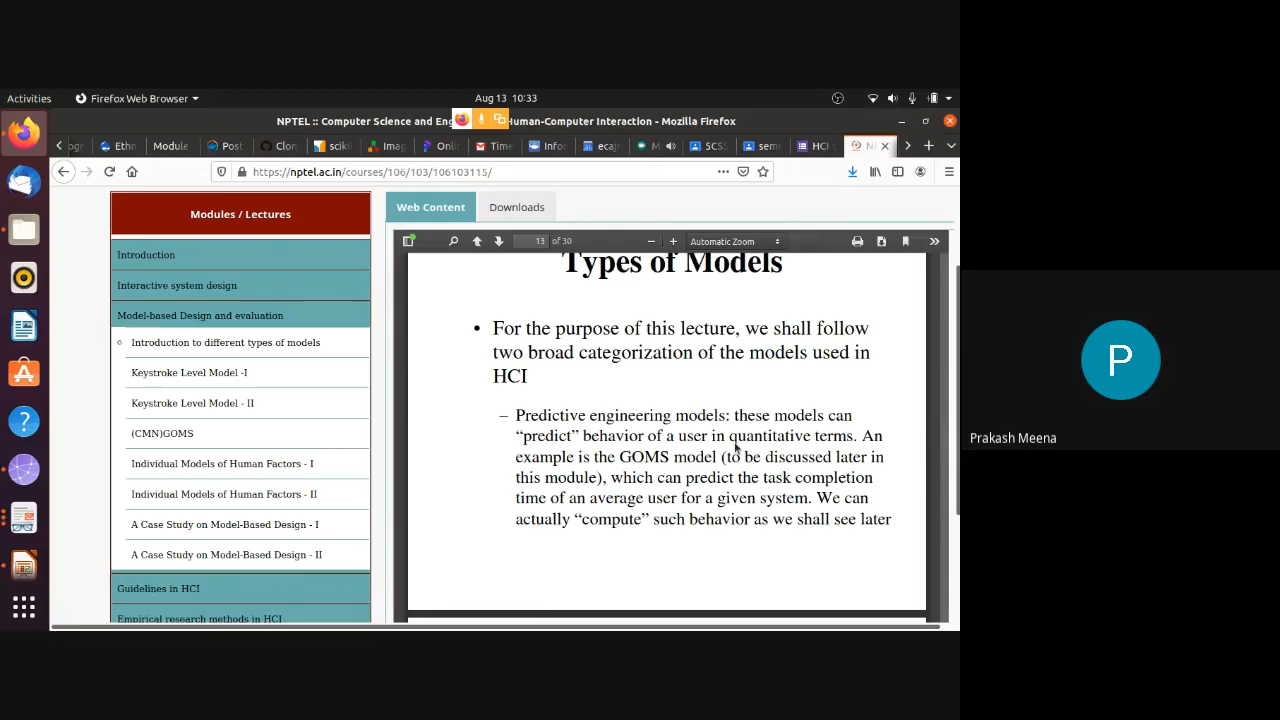 Activities
Firefox Web Browser
Aug 13 10:33
NPTEL :: Computer Science and Eng
Human-Computer Interaction - Mozilla Firefox
Ethn
Module
Post
Clon
scikit
Imag
Onli
Time
Infor
ecajn
M
5CSS
sem
HCI
https://nptel.ac.in/courses/106/103/106103115/
Modules / Lectures
Introduction
Interactive system design
Model-based Design and evaluation
Introduction to different types of models
Keystroke Level Model -I
Keystroke Level Model - II
(CMN)GOMS
Individual Models of Human Factors - I
Individual Models of Human Factors - II
A Case Study on Model-Based Design - I
A Case Study on Model-Based Design - II
Guidelines in HCI
Empirical research methods in HCI
Web Content
Downloads
13 of 30
Automatic Zoom
Types of Models
• For the purpose of this lecture, we shall follow
two broad categorization of the models used in
HCI
– Predictive engineering models: these models can
“predict” behavior of a user in quantitative terms. An
example is the GOMS model (to be discussed later in
this module), which can predict the task completion
time of an average user for a given system. We can
actually “compute” such behavior as we shall see later
P
Prakash Meena